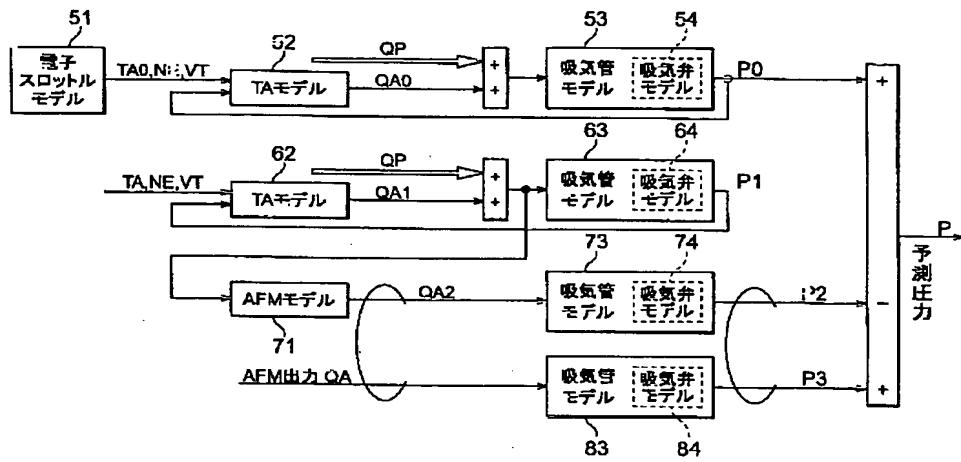 51
電子
スロットル
モデル
TA0,NE,VT
52
TAモデル
QP
QA0
+
+
53
54
吸気管
モデル
吸気弁
モデル
P0
+
62
TA,NE,VT
TAモデル
QP
QA1
+
+
63
64
吸気管
モデル
吸気弁
モデル
P1
P
予測圧力
AFMモデル
71
QA2
73
74
吸気管
モデル
吸気弁
モデル
P2
−
AFM出力 QA
吸気管
モデル
吸気弁
モデル
83
84
P3
+